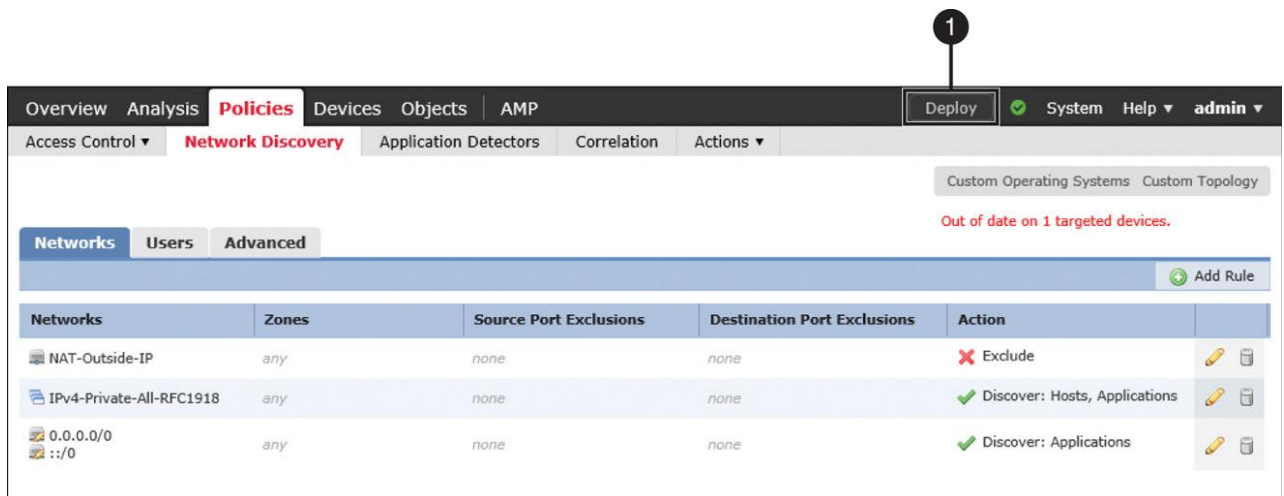 1
Overview Analysis Policies Devices Objects AMP Deploy System Help admin
Access Control Network Discovery Application Detectors Correlation Actions
Custom Operating Systems Custom Topology
Out of date on 1 targeted devices.
Networks Users Advanced
Add Rule
Networks Zones Source Port Exclusions Destination Port Exclusions Action
NAT-Outside-IP any none none Exclude
IPv4-Private-All-RFC1918 any none none Discover: Hosts, Applications
0.0.0.0/0
::/0 any none none Discover: Applications